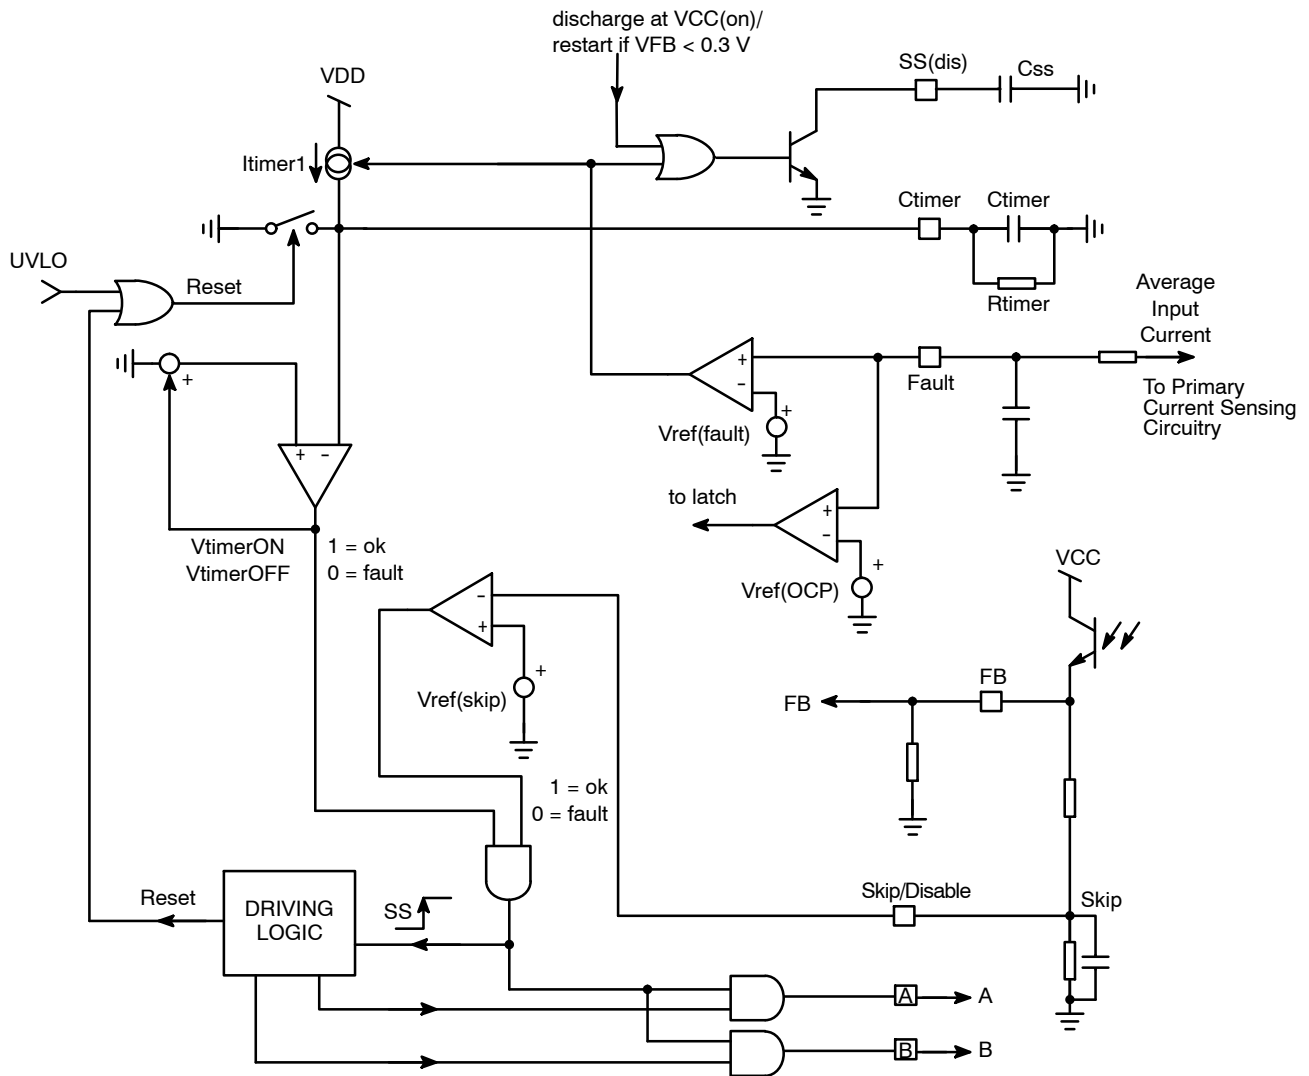 discharge at VCC(on)/
restart if VFB < 0.3 V
SS(dis)
Css
VDD
Itimer1
Ctimer
Ctimer
UVLO
Reset
Rtimer
Average
Input
Current
+
+
-
Fault
To Primary
Current Sensing
Circuitry
+
Vref(fault)
+ -
to latch
+
-
VtimerON
VtimerOFF
1 = ok
0 = fault
+
Vref(OCP)
VCC
-
+
+
Vref(skip)
FB
FB
1 = ok
0 = fault
Reset
DRIVING
LOGIC
SS
Skip/Disable
Skip
A
A
B
B